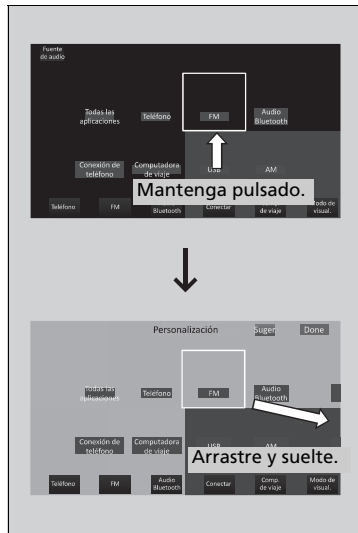 Fuente
de audio
Todas las
aplicaciones
Teléfono
FM
Audio
Bluetooth
Conexión de
teléfono
Computadora
de viaje
USB
AM
Mantenga pulsado.
Teléfono
FM
Bluetooth
Conectar
de viaje
Modo de
visual.
Personalización
Suger
Done
Todas las
aplicaciones
Teléfono
FM
Audio
Bluetooth
Conexión de
teléfono
Computadora
de viaje
USB
AM
Arrastre y suelte.
Teléfono
FM
Audio
Bluetooth
Conectar
Comp.
de viaje
Modo de
visual.